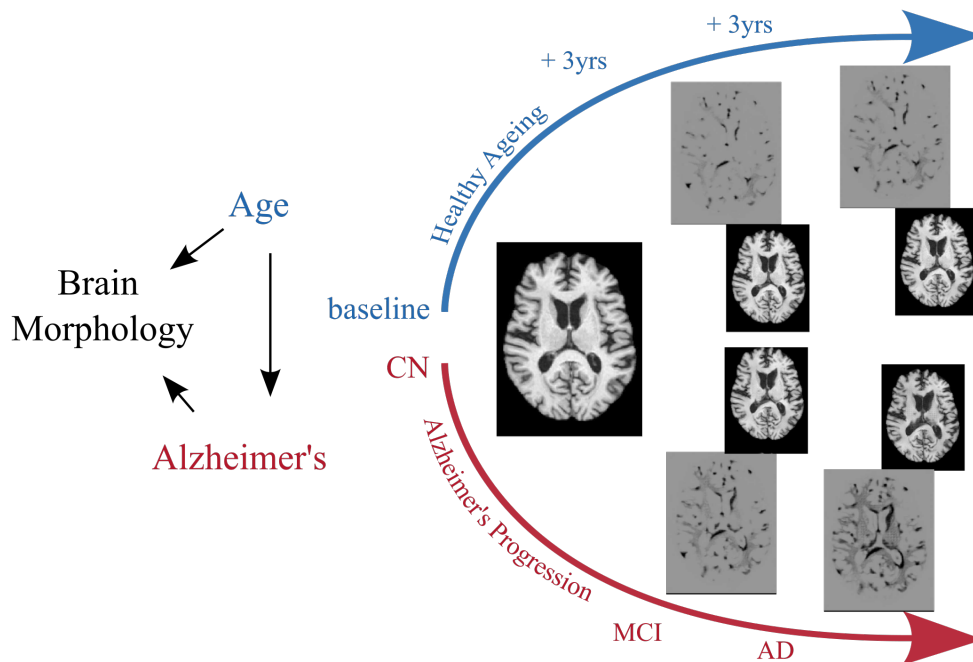 Age
Brain
Morphology
Alzheimer's
baseline
CN
Healthy Ageing
+ 3yrs
+ 3yrs
Alzheimer's Progression
MCI
AD